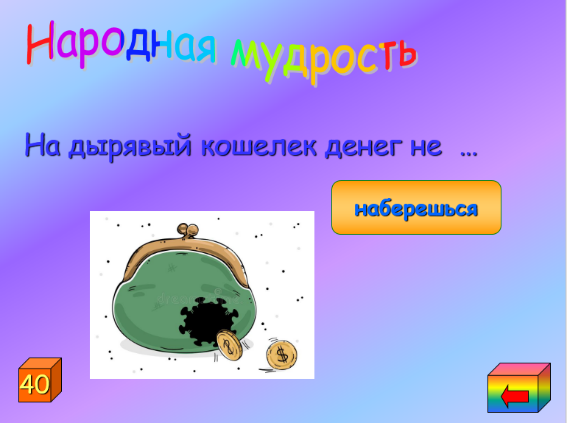 Народная мудрость
На дырявый кошелек денег не ...
наберешься
40